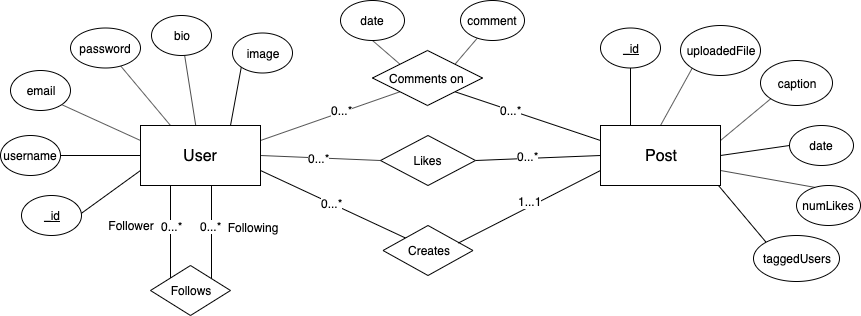 date
comment
bio
password
image
_id
uploadedFile
Comments on
email
caption
0...*
0...*
username
User
0...*
Likes
0...*
Post
date
_id
0...*
1...1
numLikes
Follower
0...*
0...*
Following
Creates
taggedUsers
Follows